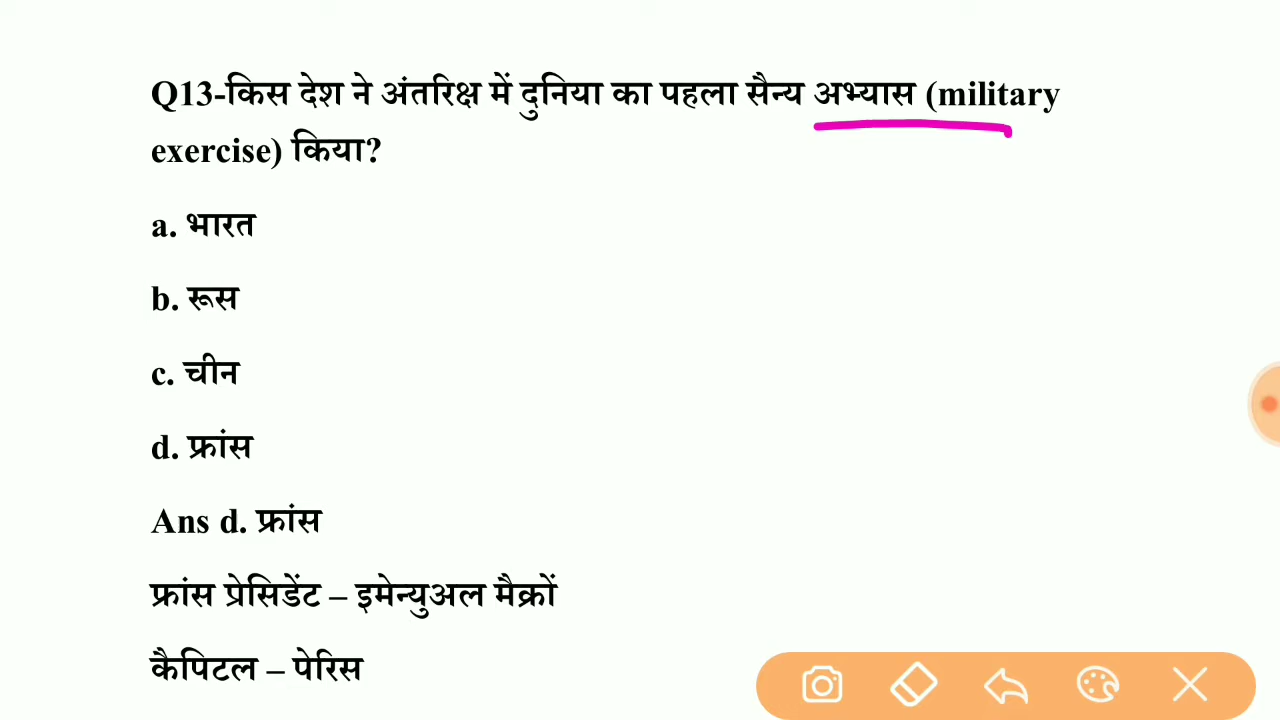 Q13-किस देश ने अंतरिक्ष में दुनिया का पहला सैन्य अभ्यास (military
exercise) किया?
a. भारत
b. रूस
c. चीन
d. फ्रांस
Ans d. फ्रांस
फ्रांस प्रेसिडेंट – इमेन्युअल मैक्रों
कैपिटल – पेरिस